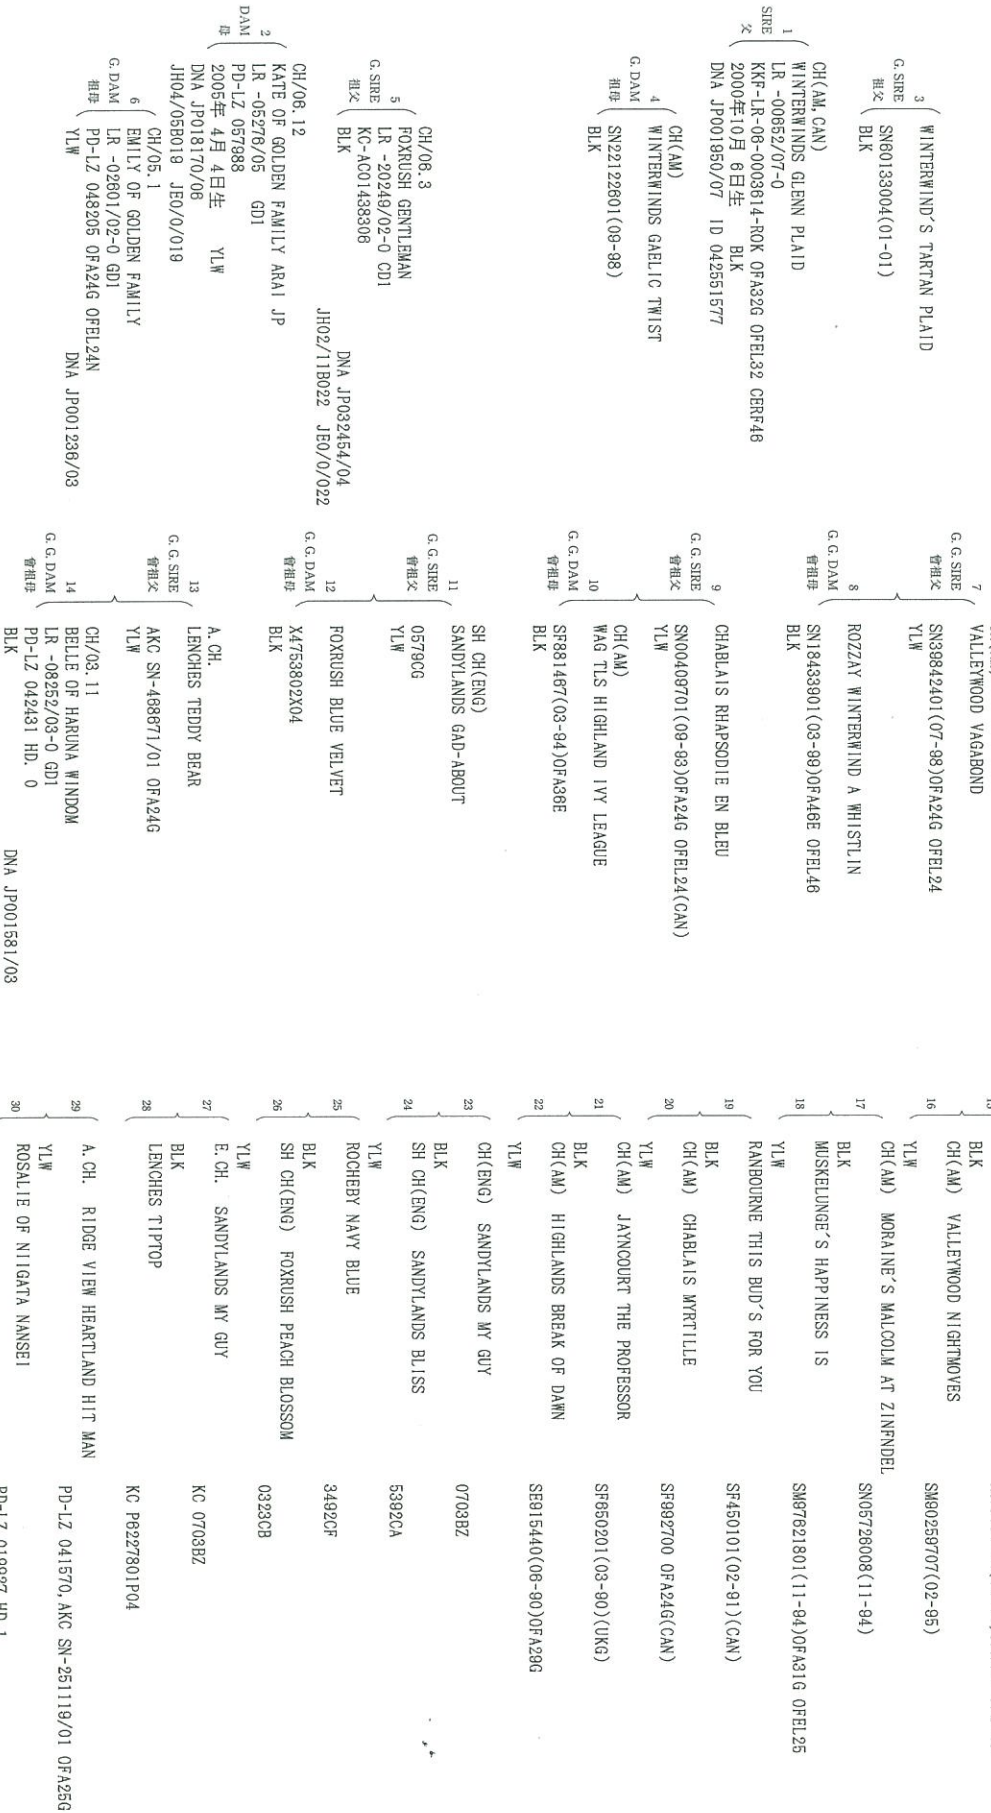 3
G. SIRE
祖父
WINTERWIND'S TARTAN PLAID
SN60133004(01-01)
BLK
1
SIRE
父
CH(AM, CAN)
WINTERWINDS GLENN PLAID
LR -00652/07-0
KKF-LR-06-0003614-ROK OFA32G OFEL32 CERF46
2000年10月 6日生 BLK
DNA JP001950/07 ID 042551577
4
G. DAM
祖母
CH(AM)
WINTERWINDS GAELIC TWIST
SN22122601(09-98)
BLK
5
G. SIRE
祖父
CH/06.3
FOXRUSH GENTLEMAN
LR -20249/02-0 CD1
KC-AC01438306
BLK
DNA JP032454/04
JH02/11B022 JE0/0/022
2
DAM
母
CH/06.12
KATE OF GOLDEN FAMILY ARAI JP
LR -05276/05 GD1
PD-LZ 057988
2005年 4月 4日生 YLW
DNA JP018170/06
JH04/05B019 JE0/0/019
6
G. DAM
祖母
CH/05.1
EMILY OF GOLDEN FAMILY
LR -02601/02-0 GD1
PD-LZ 048205 OFA24G OFEL24N
YLW
DNA JP001236/03
7
G. G. SIRE
曾祖父
VALLEYWOOD VAGABOND
SN39842401(07-98)OFA24G OFEL24
YLW
8
G. G. DAM
曾祖母
ROZZAY WINTERWIND A WHISTLIN
SN18433901(03-99)OFA46E OFEL46
BLK
9
G. G. SIRE
曾祖父
CHABLAIS RHAPSODIE EN BLEU
SN00409701(09-93)OFA24G OFEL24(CAN)
YLW
10
G. G. DAM
曾祖母
CH(AM)
WAG TLS HIGHLAND IVY LEAGUE
SF881467(03-94)OFA36E
BLK
11
G. G. SIRE
曾祖父
SH CH(ENG)
SANDYLANDS GAD-ABOUT
0579CG
YLW
12
G. G. DAM
曾祖母
FOXRUSH BLUE VELVET
X4753802X04
BLK
13
G. G. SIRE
曾祖父
A. CH.
LENCHES TEDDY BEAR
AKC SN-468671/01 OFA24G
YLW
14
G. G. DAM
曾祖母
CH/03.11
BELLE OF HARUNA WINDOM
LR -08252/03-0 GD1
PD-LZ 042431 HD. 0
BLK
DNA JP001581/03
BLK
16
CH(AM) VALLEYWOOD NIGHTMOVES
YLW SM90259707(02-95)
17
CH(AM) MORAINE'S MALCOLM AT ZINFNDEL
BLK SN05726008(11-94)
18
MUSKELUNGE'S HAPPINESS IS
YLW SM97621801(11-94)OFA31G OFEL25
19
RANBOURNE THIS BUD'S FOR YOU
BLK SF450101(02-91)(CAN)
20
CH(AM) CHABLAIS MYRTILLE
YLW SF992700 OFA24G(CAN)
21
CH(AM) JAYNCOURT THE PROFESSOR
BLK SF650201(03-90)(UKG)
22
CH(AM) HIGHLANDS BREAK OF DAWN
YLW SE915440(06-90)OFA29G
23
CH(ENG) SANDYLANDS MY GUY
BLK 0703BZ
24
SH CH(ENG) SANDYLANDS BLISS
YLW 5392CA
25
ROCHEBY NAVY BLUE
BLK 3492CF
26
SH CH(ENG) FOXRUSH PEACH BLOSSOM
YLW 0323CB
27
E. CH. SANDYLANDS MY GUY
BLK KC 0703BZ
28
LENCHES TIPTOP
KC P6227801P04
29
A. CH. RIDGE VIEW HEARTLAND HIT MAN
YLW PD-LZ 041570, AKC SN-251119/01 OFA25G
30
ROSALIE OF NIIGATA NANSEI